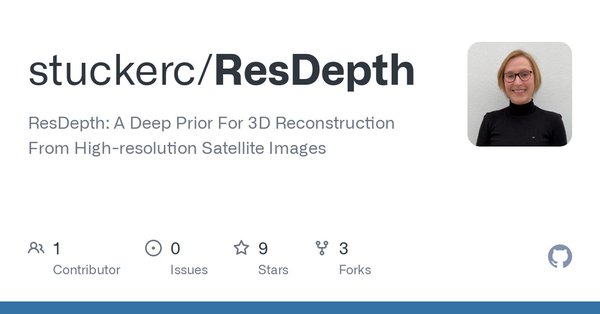 stuckerc/ResDepth
ResDepth: A Deep Prior For 3D Reconstruction
From High-resolution Satellite Images
1
Contributor
0
Issues
9
Stars
3
Forks